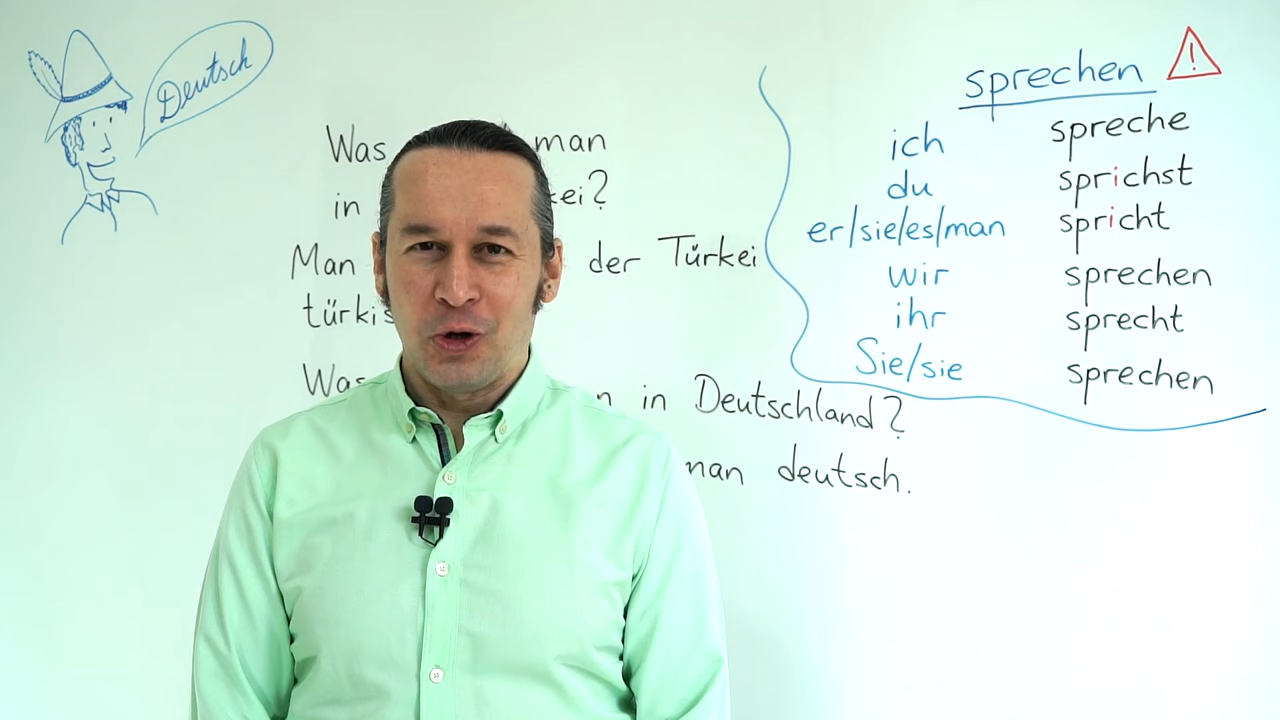 Deutsch
Was man
in ei?
Man der Türkei
türkis
Was in Deutschland?
man deutsch.
sprechen
ich spreche
du sprichst
er/sie/es/man spricht
wir sprechen
ihr sprecht
Sie/sie sprechen